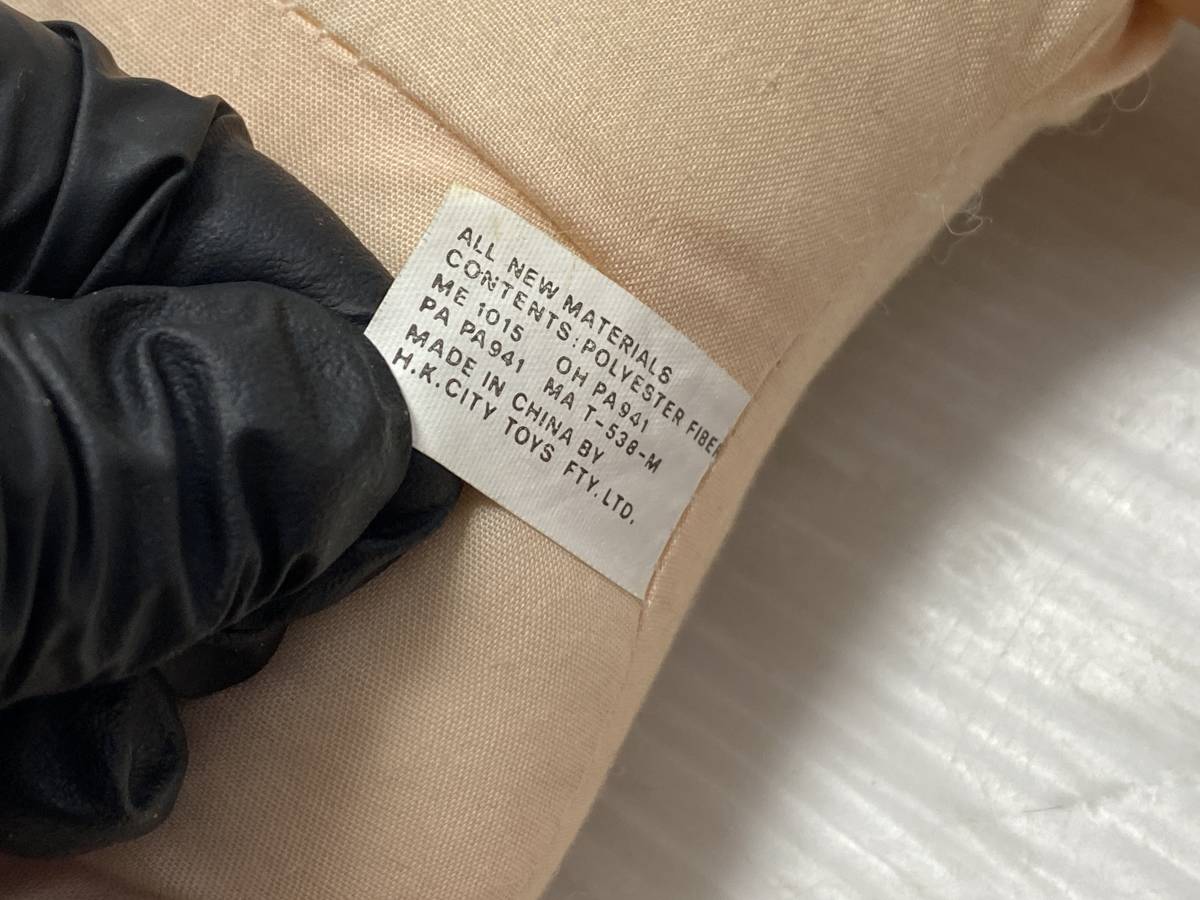 ALL NEW MATERIALS
CONTENTS:POLYESTER FIBER
ME 1015 OH PA941
PA PA941 MA T-538-M
MADE IN CHINA BY
H.K.CITY TOYS FTY.LTD.